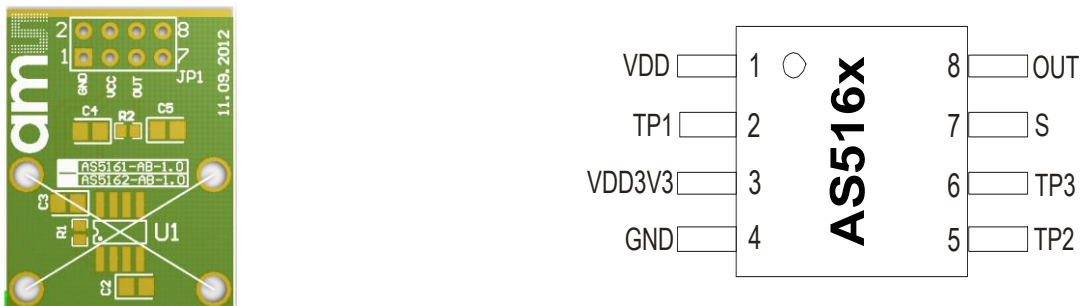 ams
2 8
1 7
GND VCC OUT JP1
11.09.2012
C4 R2 C5
AS5161-AB-1.0
AS5162-AB-1.0
C3
R1 U1
C2
AS516x
VDD 1 8 OUT
TP1 2 7 S
VDD3V3 3 6 TP3
GND 4 5 TP2